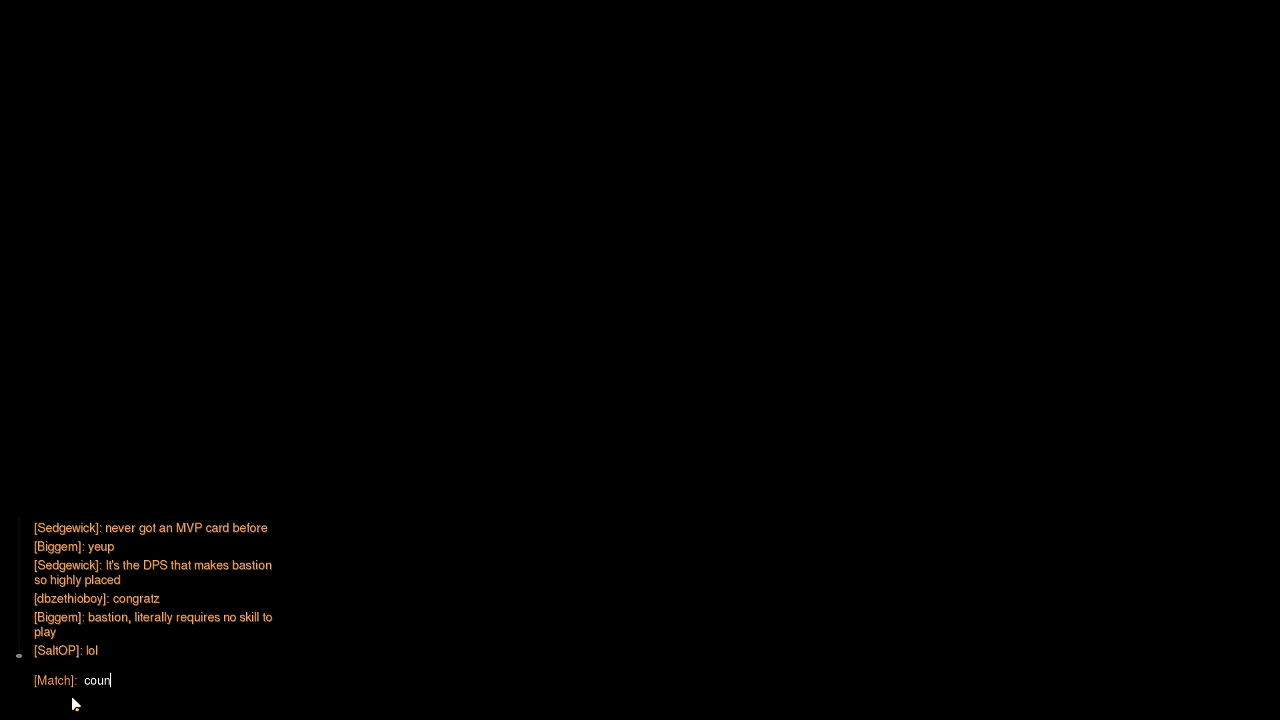 [Sedgewick]: never got an MVP card before
[Biggem]: yeup
[Sedgewick]: It's the DPS that makes bastion
so highly placed
[dbzethioboy]: congratz
[Biggem]: bastion, literally requires no skill to
play
[SaltOP]: lol
[Match]: coun